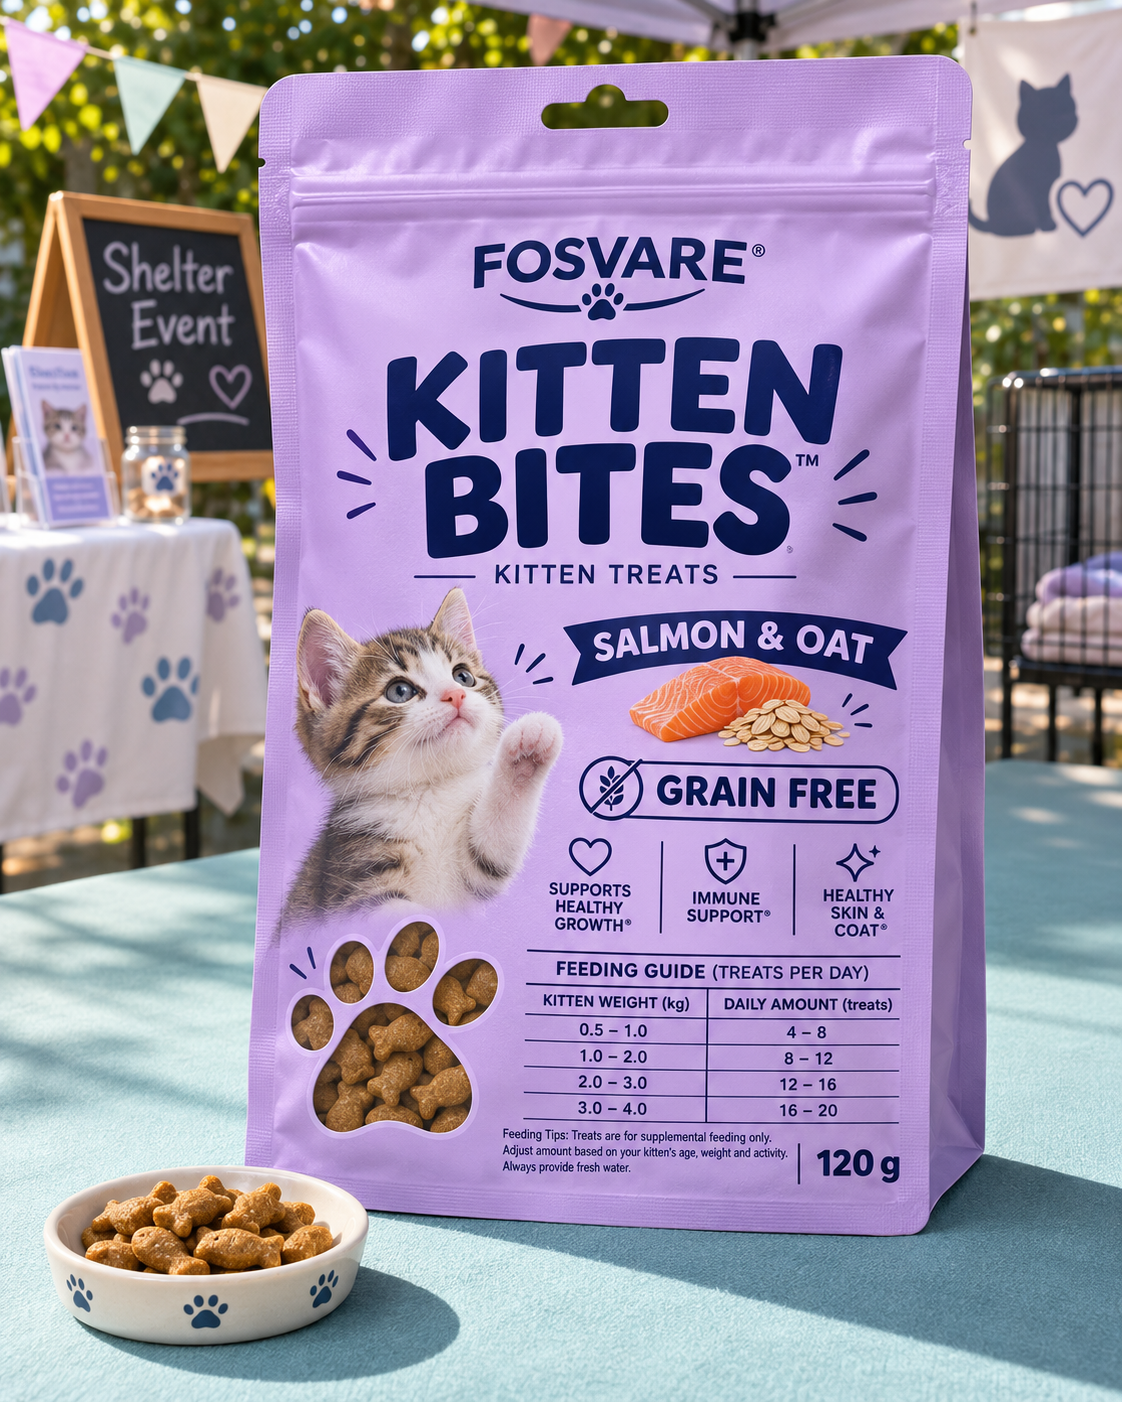 Shelter
Event
FOSVARE®
KITTEN
BITES™
KITTEN TREATS
SALMON & OAT
GRAIN FREE
SUPPORTS
HEALTHY
GROWTH®
IMMUNE
SUPPORT®
HEALTHY
SKIN &
COAT®
FEEDING GUIDE (TREATS PER DAY)
KITTEN WEIGHT (kg) DAILY AMOUNT (treats)
0.5 – 1.0 4 – 8
1.0 – 2.0 8 – 12
2.0 – 3.0 12 – 16
3.0 – 4.0 16 – 20
Feeding Tips: Treats are for supplemental feeding only.
Adjust amount based on your kitten's age, weight and activity.
Always provide fresh water.
120 g